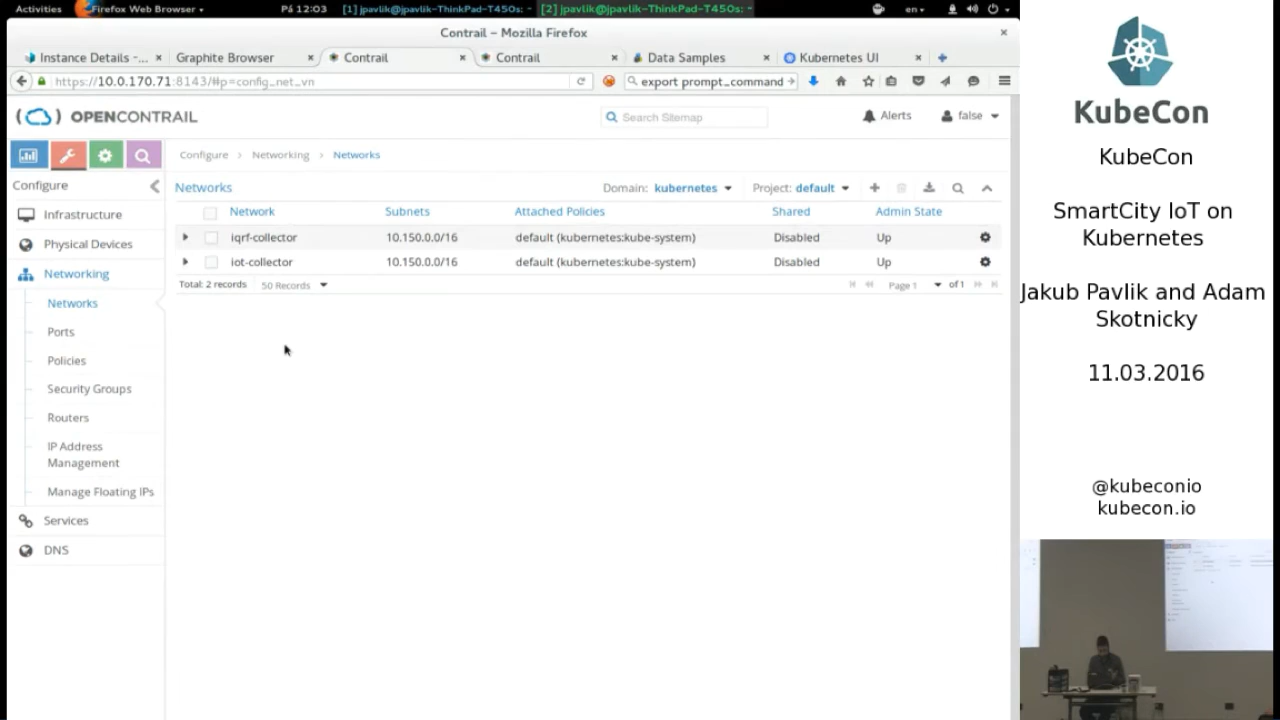 Activities Firefox Web Browser Pá 12:03 [1] jpavlik@jpavlik-ThinkPad-T450s: ~ [2] jpavlik@jpavlik-ThinkPad-T450s: ~ en
Contrail - Mozilla Firefox ×
Instance Details -... × Graphite Browser × Contrail × Contrail × Data Samples × Kubernetes UI ×
https://10.0.170.71:8143/#p=config_net_vn export prompt_command
OPENCONTRAIL Search Sitemap Alerts false
Configure > Networking > Networks
Configure
Networks Domain: kubernetes Project: default
Network Subnets Attached Policies Shared Admin State
iqrf-collector 10.150.0.0/16 default (kubernetes:kube-system) Disabled Up
iot-collector 10.150.0.0/16 default (kubernetes:kube-system) Disabled Up
Total: 2 records 50 Records Page 1 of 1
Infrastructure
Physical Devices
Networking
Networks
Ports
Policies
Security Groups
Routers
IP Address
Management
Manage Floating IPs
Services
DNS
KubeCon
KubeCon
SmartCity IoT on
Kubernetes
Jakub Pavlik and Adam
Skotnicky
11.03.2016
@kubeconio
kubecon.io